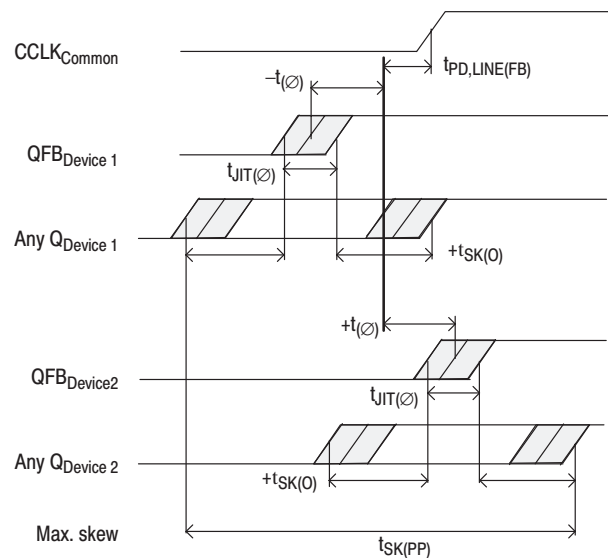 CCLKCommon
tPD,LINE(FB)
–t(∅)
QFBDevice 1
tJIT(∅)
Any QDevice 1
+tSK(O)
+t(∅)
QFBDevice2
tJIT(∅)
Any QDevice 2
+tSK(O)
Max. skew
tSK(PP)